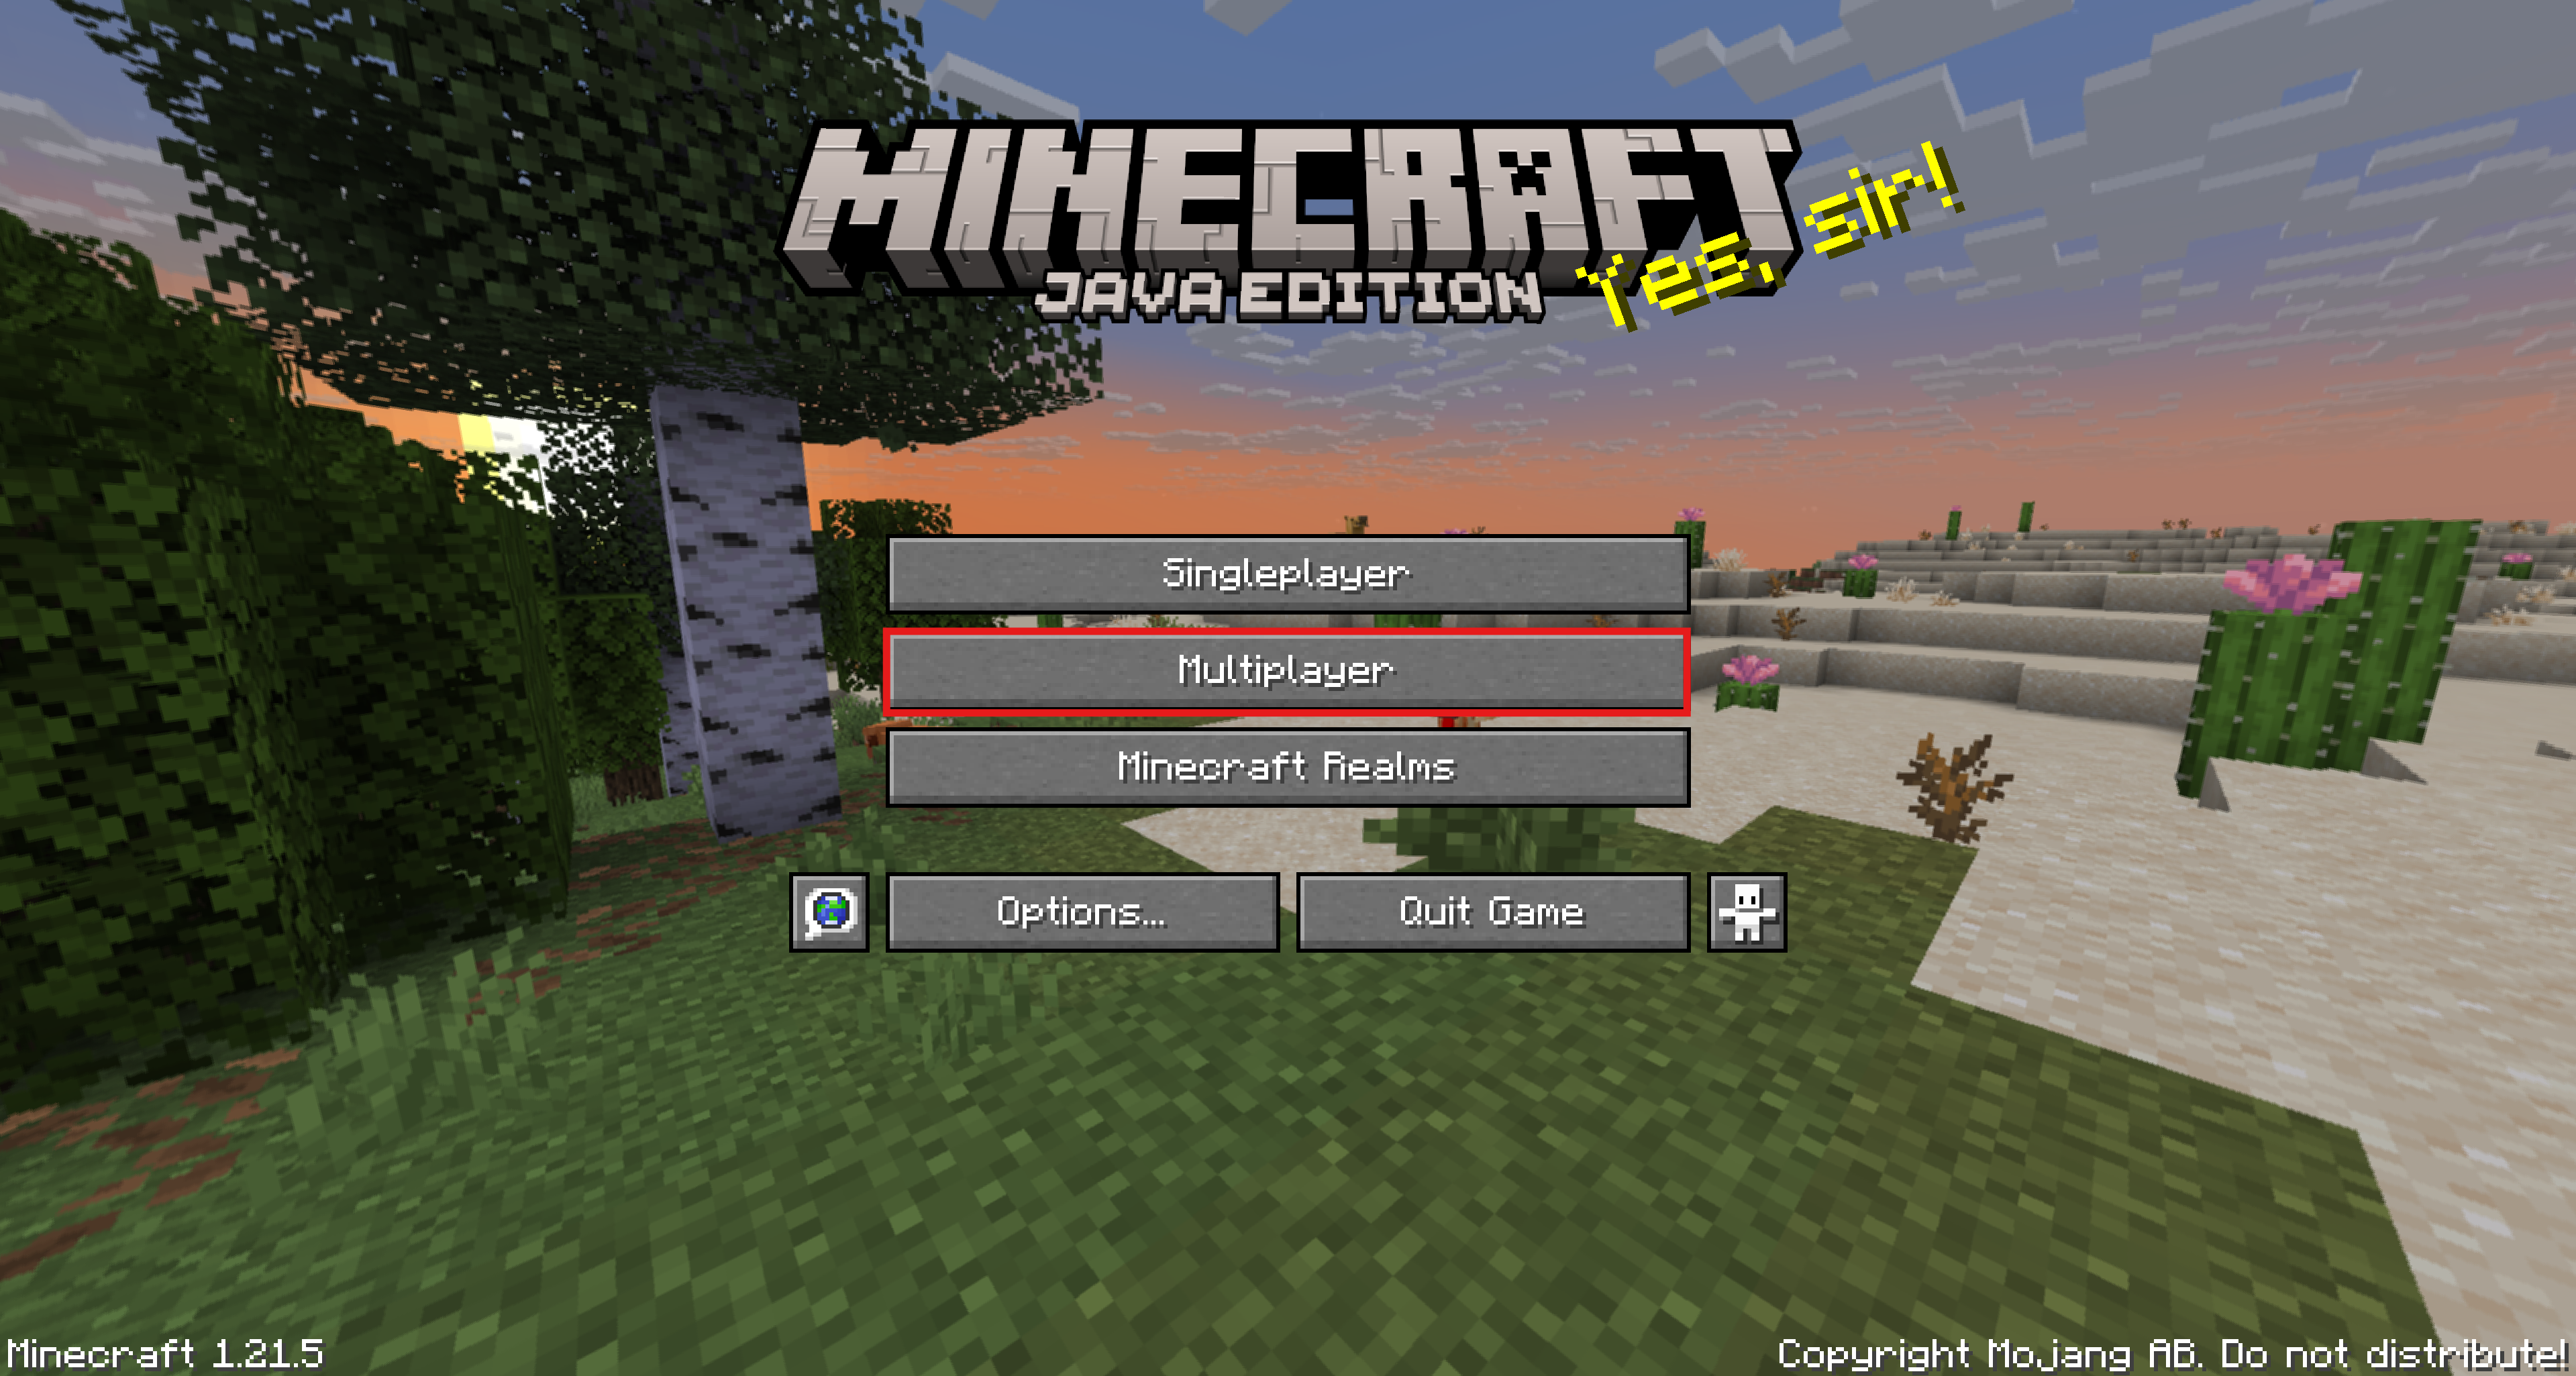 MINECRAFT
JAVA EDITION
Yes, sir!
Singleplayer
Multiplayer
Minecraft Realms
Options...
Quit Game
Minecraft 1.21.5
Copyright Mojang AB. Do not distribute!